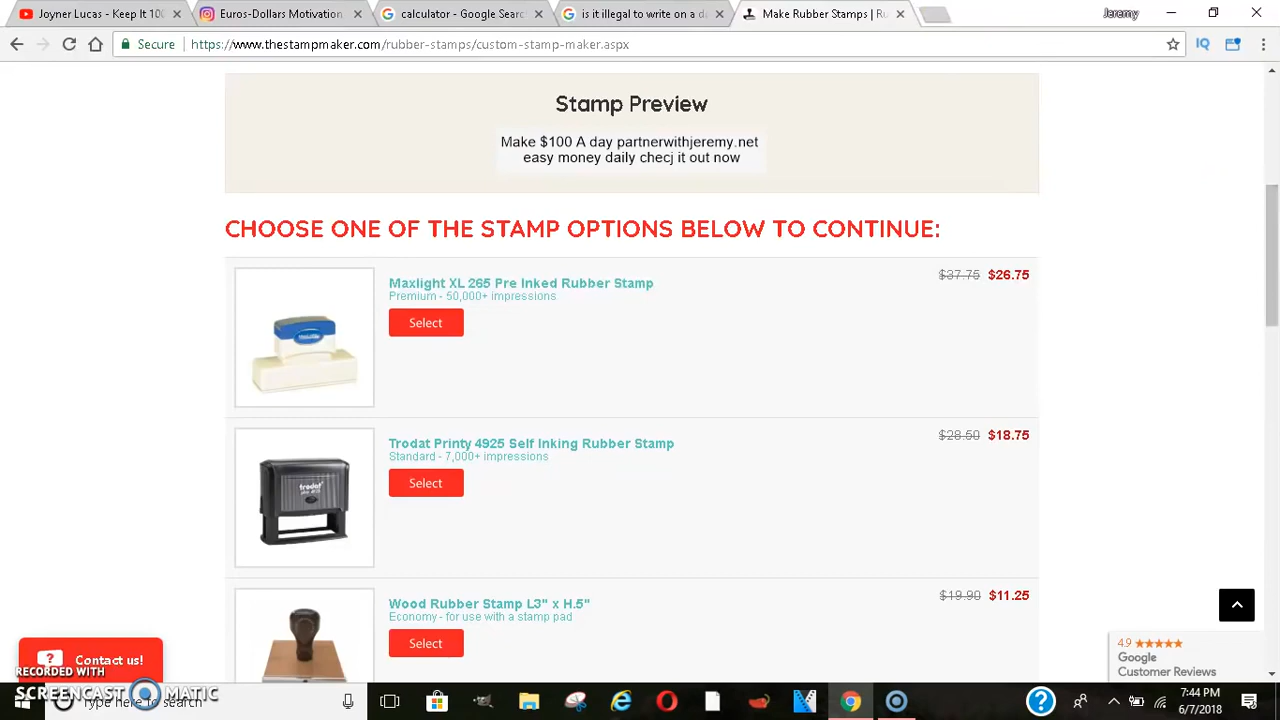 Joyner Lucas - Keep It 100
Euros-Dollars Motivation
calculator - Google Sear
is it illegal to write on a d
Make Rubber Stamps | Ru
Jeremy
Secure
https://www.thestampmaker.com/rubber-stamps/custom-stamp-maker.aspx
IQ
Stamp Preview
Make $100 A day partnerwithjeremy.net
easy money daily checj it out now
CHOOSE ONE OF THE STAMP OPTIONS BELOW TO CONTINUE:
Maxlight XL 265 Pre Inked Rubber Stamp
$37.75 $26.75
Premium - 50,000+ impressions
Select
Trodat Printy 4925 Self Inking Rubber Stamp
$28.50 $18.75
Standard - 7,000+ impressions
Select
trodat
Wood Rubber Stamp L3" x H.5"
$19.90 $11.25
Economy - for use with a stamp pad
Select
4.9
Google
Customer Reviews
Contact us!
RECORDED WITH
SCREENCAST MATIC
Type here to search
7:44 PM
6/7/2018